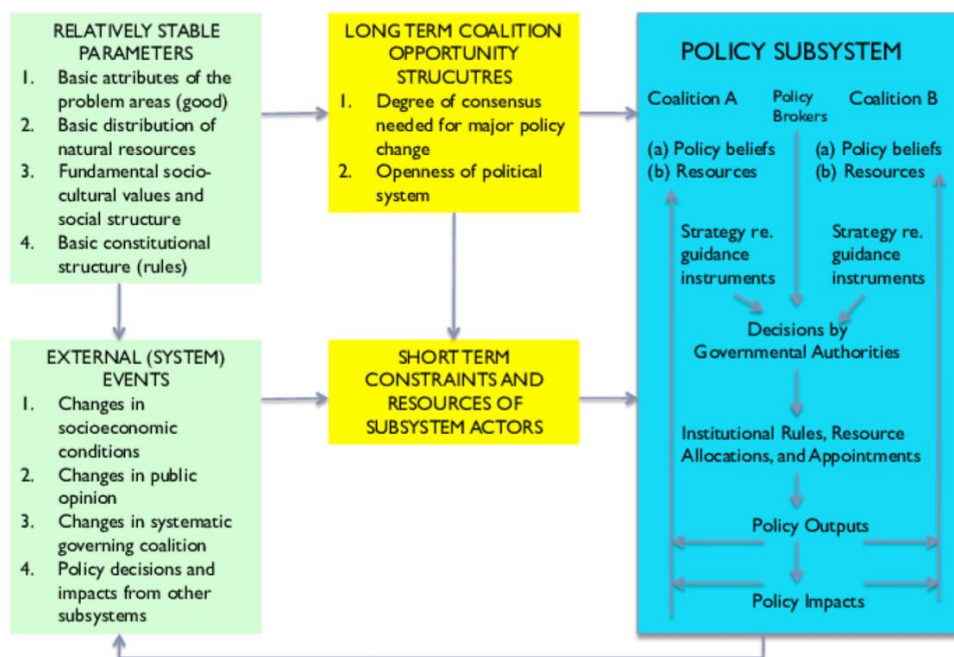 RELATIVELY STABLE
PARAMETERS
1. Basic attributes of the
problem areas (good)
2. Basic distribution of
natural resources
3. Fundamental socio-
cultural values and
social structure
4. Basic constitutional
structure (rules)
LONG TERM COALITION
OPPORTUNITY
STRUCUTRES
1. Degree of consensus
needed for major policy
change
2. Openness of political
system
EXTERNAL (SYSTEM)
EVENTS
1. Changes in
socioeconomic
conditions
2. Changes in public
opinion
3. Changes in systematic
governing coalition
4. Policy decisions and
impacts from other
subsystems
SHORT TERM
CONSTRAINTS AND
RESOURCES OF
SUBSYSTEM ACTORS
POLICY SUBSYSTEM
Coalition A
Policy
Brokers
Coalition B
(a) Policy beliefs
(b) Resources
(a) Policy beliefs
(b) Resources
Strategy re.
guidance
instruments
Strategy re.
guidance
instruments
Decisions by
Governmental Authorities
Institutional Rules, Resource
Allocations, and Appointments
Policy Outputs
Policy Impacts